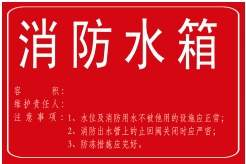 消防水箱
容 积:
维护责任人:
注意事项:1、水位及消防用水不被他用的设施应正常;
2、消防出水管上的止回阀关闭时应严密;
3、防冻措施应完好。